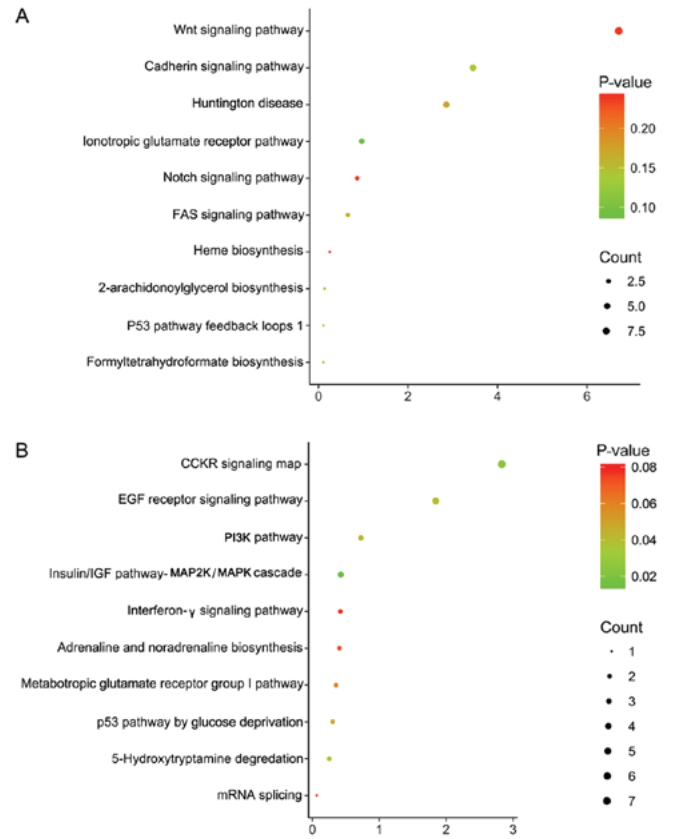 A
Wnt signaling pathway
Cadherin signaling pathway
Huntington disease
Ionotropic glutamate receptor pathway
Notch signaling pathway
FAS signaling pathway
Heme biosynthesis
2-arachidonoylglycerol biosynthesis
P53 pathway feedback loops 1
Formyltetrahydroformate biosynthesis
0 2 4 6
P-value
0.20
0.15
0.10
Count
2.5
5.0
7.5
B
CCKR signaling map
EGF receptor signaling pathway
PI3K pathway
Insulin/IGF pathway- MAP2K/MAPK cascade
Interferon-γ signaling pathway
Adrenaline and noradrenaline biosynthesis
Metabotropic glutamate receptor group I pathway
p53 pathway by glucose deprivation
5-Hydroxytryptamine degredation
mRNA splicing
0 1 2 3
P-value
0.08
0.06
0.04
0.02
Count
1
2
3
4
5
6
7